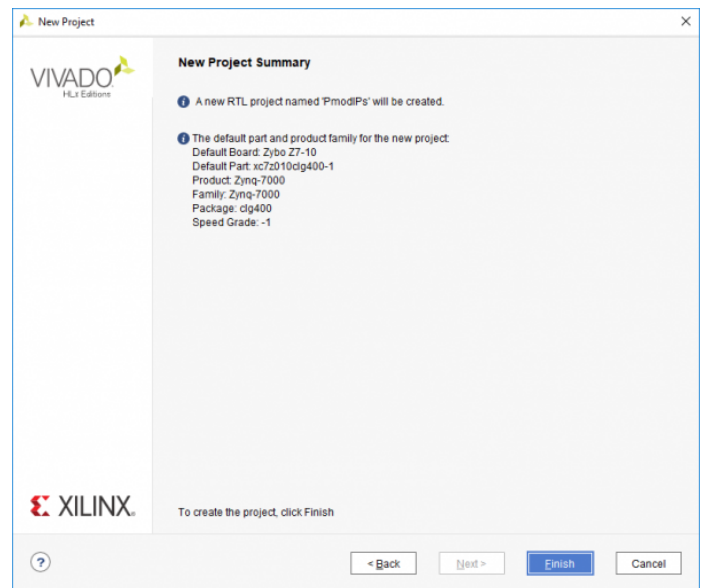 New Project
VIVADO
HLx Editions
New Project Summary
A new RTL project named 'PmodIPs' will be created.
The default part and product family for the new project:
Default Board: Zybo Z7-10
Default Part: xc7z010clg400-1
Product: Zynq-7000
Family: Zynq-7000
Package: clg400
Speed Grade: -1
XILINX
To create the project, click Finish
?
< Back
Next >
Finish
Cancel